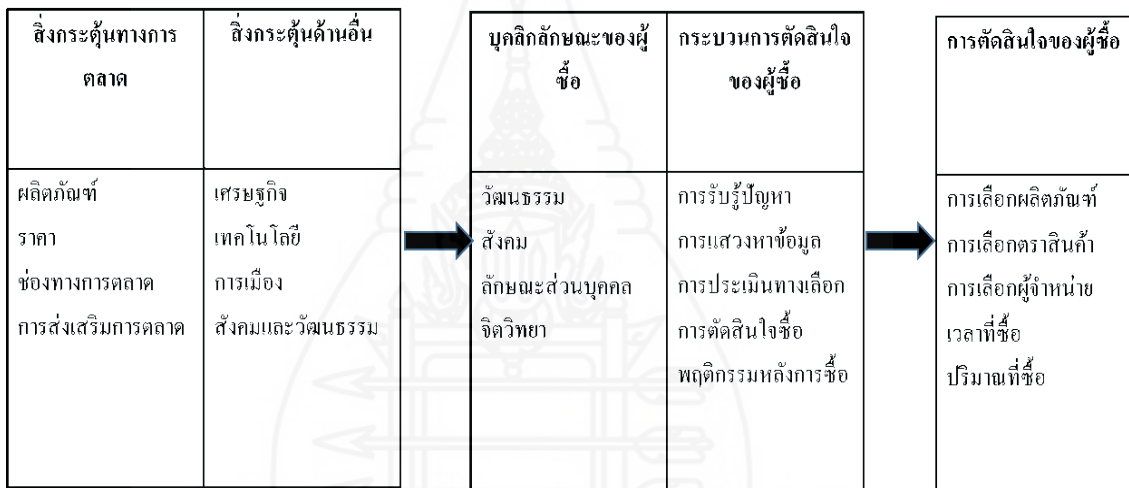 สิ่งกระตุ้นทางการ
ตลาด
สิ่งกระตุ้นด้านอื่น
ผลิตภัณฑ์
ราคา
ช่องทางการตลาด
การส่งเสริมการตลาด
เศรษฐกิจ
เทคโนโลยี
การเมือง
สังคมและวัฒนธรรม
บุคลิกลักษณะของผู้
ซื้อ
กระบวนการตัดสินใจ
ของผู้ซื้อ
วัฒนธรรม
สังคม
ลักษณะส่วนบุคคล
จิตวิทยา
การรับรู้ปัญหา
การแสวงหาข้อมูล
การประเมินทางเลือก
การตัดสินใจซื้อ
พฤติกรรมหลังการซื้อ
การตัดสินใจของผู้ซื้อ
การเลือกผลิตภัณฑ์
การเลือกตราสินค้า
การเลือกผู้จำหน่าย
เวลาที่ซื้อ
ปริมาณที่ซื้อ